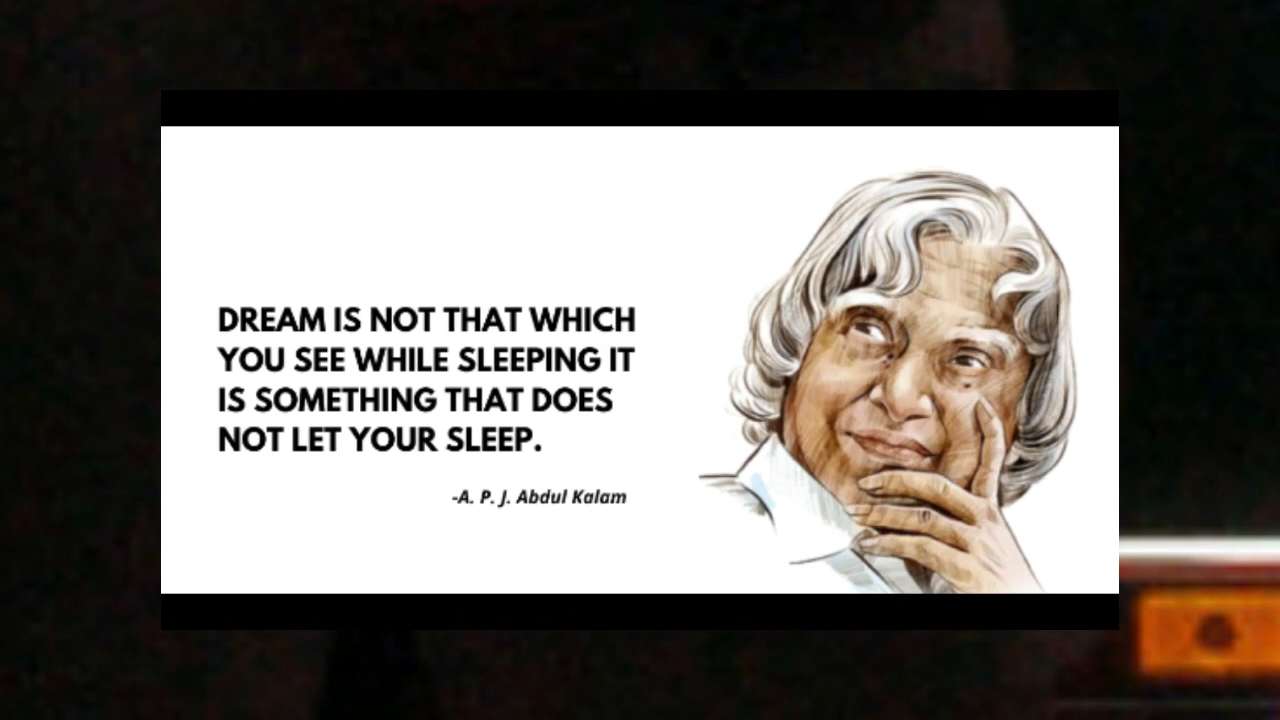 DREAM IS NOT THAT WHICH
YOU SEE WHILE SLEEPING IT
IS SOMETHING THAT DOES
NOT LET YOUR SLEEP.
-A. P. J. Abdul Kalam